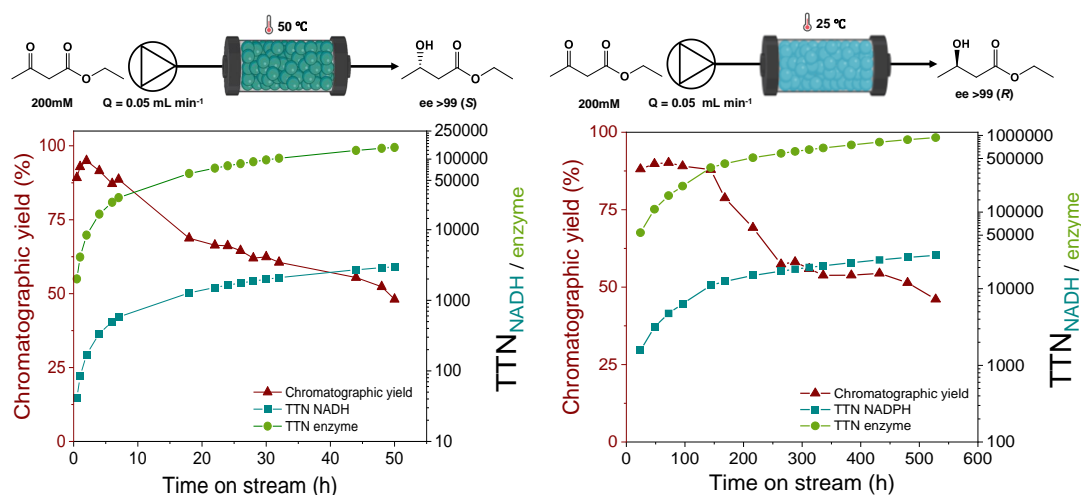 50 ℃
O
O
O
200mM
Q = 0.05 mL min-1
OH
O
O
ee >99 (S)
Chromatographic yield (%)
100
75
50
25
0
250000
100000
50000
10000
1000
100
10
TTN NADH / enzyme
Chromatographic yield
TTN NADH
TTN enzyme
0
10
20
30
40
50
Time on stream (h)
25 ℃
O
O
O
200mM
Q = 0.05 mL min-1
OH
O
O
ee >99 (R)
Chromatographic yield (%)
100
75
50
25
0
1000000
500000
100000
50000
10000
1000
100
TTN NADH / enzyme
Chromatographic yield
TTN NADPH
TTN enzyme
0
100
200
300
400
500
600
Time on stream (h)